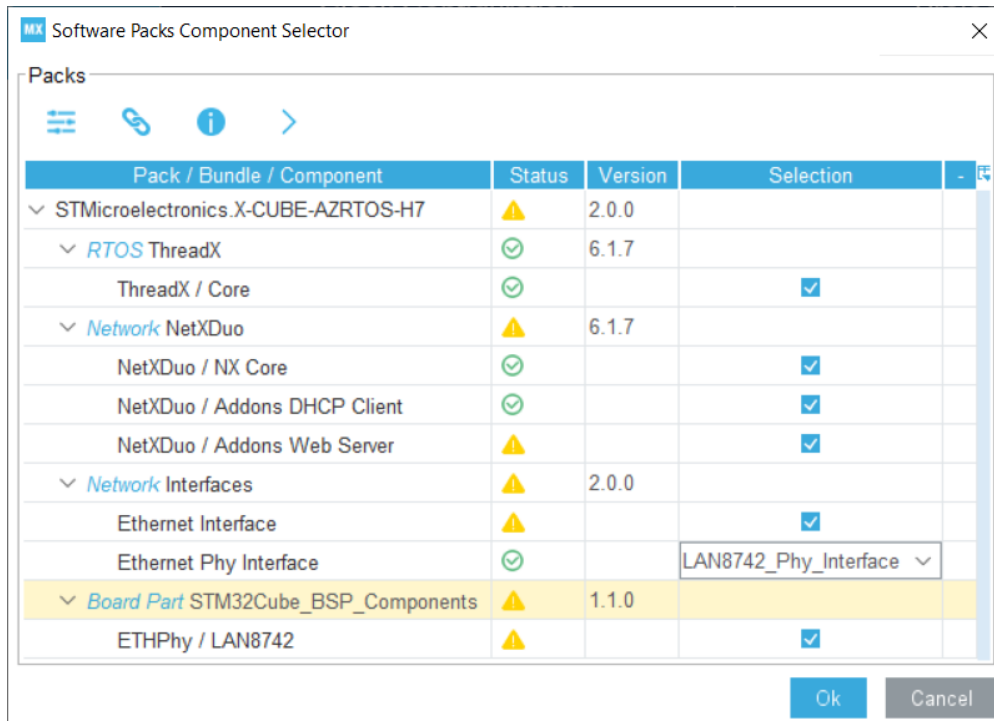 MX Software Packs Component Selector
Packs
Pack / Bundle / Component Status Version Selection -
STMicroelectronics.X-CUBE-AZRTOS-H7 2.0.0
RTOS ThreadX 6.1.7
ThreadX / Core
Network NetXDuo 6.1.7
NetXDuo / NX Core
NetXDuo / Addons DHCP Client
NetXDuo / Addons Web Server
Network Interfaces 2.0.0
Ethernet Interface
Ethernet Phy Interface LAN8742_Phy_Interface
Board Part STM32Cube_BSP_Components 1.1.0
ETHPhy / LAN8742
Ok Cancel